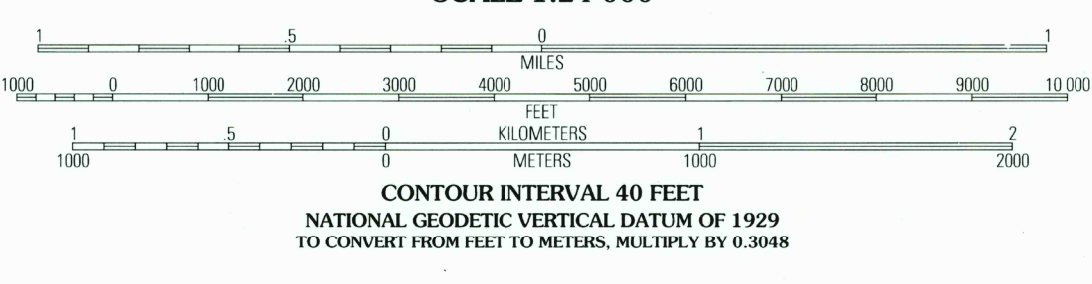 1 .5 0 1
MILES
1000 0 1000 2000 3000 4000 5000 6000 7000 8000 9000 10 000
FEET
1 .5 0 KILOMETERS 1 2
1000 0 METERS 1000 2000
CONTOUR INTERVAL 40 FEET
NATIONAL GEODETIC VERTICAL DATUM OF 1929
TO CONVERT FROM FEET TO METERS, MULTIPLY BY 0.3048